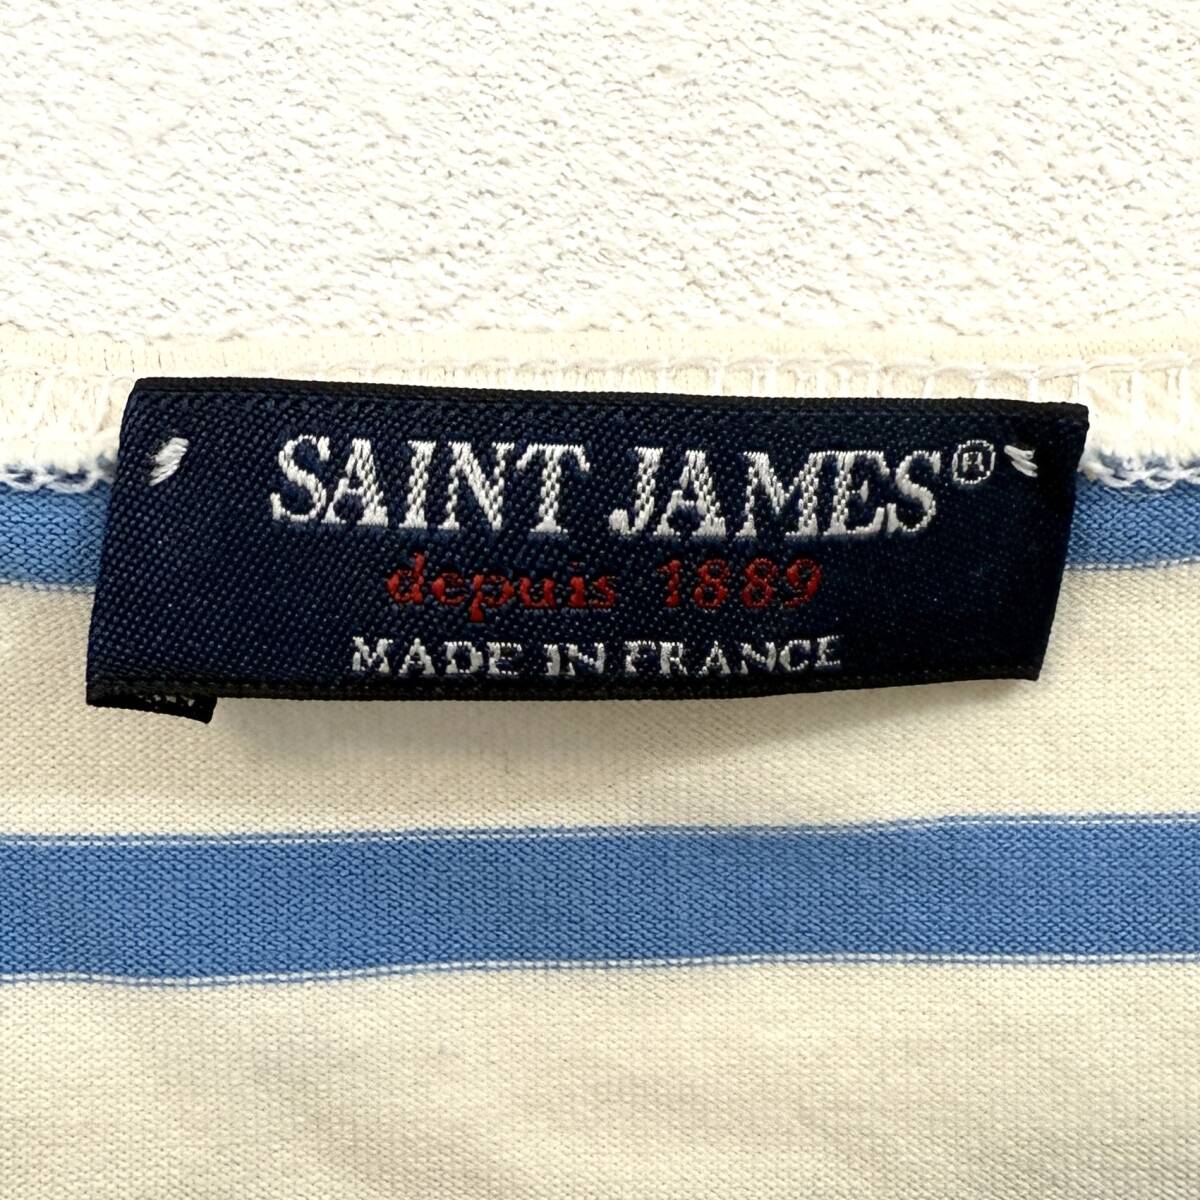 SAINT JAMES®
depuis 1889
MADE IN FRANCE